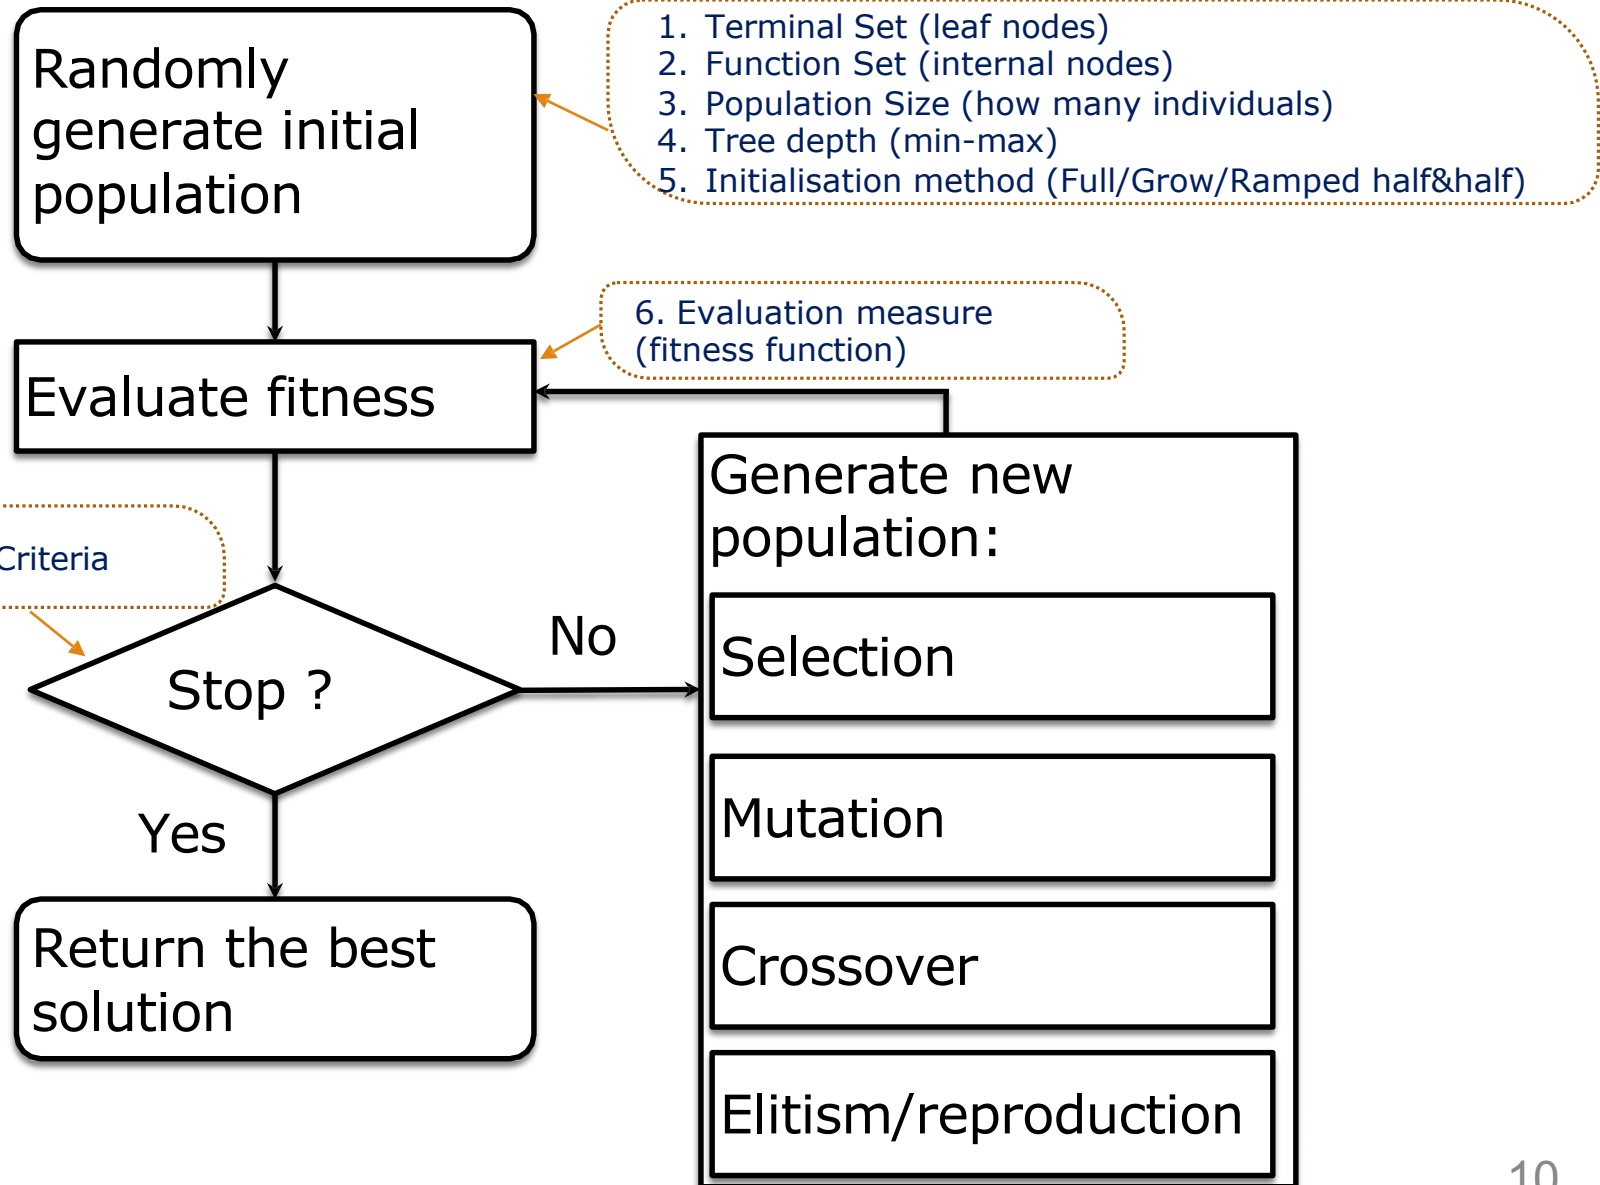 Randomly
generate initial
population
1. Terminal Set (leaf nodes)
2. Function Set (internal nodes)
3. Population Size (how many individuals)
4. Tree depth (min-max)
5. Initialisation method (Full/Grow/Ramped half&half)
6. Evaluation measure
(fitness function)
Evaluate fitness
Criteria
Stop ?
No
Yes
Return the best
solution
Generate new
population:
Selection
Mutation
Crossover
Elitism/reproduction
10